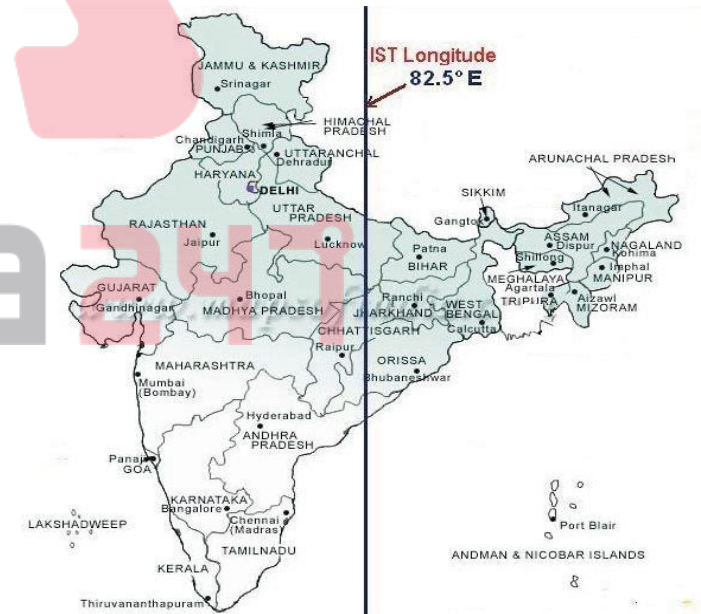 IST Longitude
82.5° E
JAMMU & KASHMIR
Srinagar
HIMACHAL
PRADESH
Shimla
Chandigarh
PUNJAB
UTTARANCHAL
Dehradun
HARYANA
DELHI
ARUNACHAL PRADESH
SIKKIM
Gangtok
Itanagar
UTTAR
PRADESH
RAJASTHAN
Jaipur
Lucknow
Patna
BIHAR
ASSAM
Dispur
NAGALAND
Kohima
Shillong
Imphal
MEGHALAYA
MANIPUR
Agartala
TRIPURA
Aizawl
MIZORAM
GUJARAT
Gandhinagar
Bhopal
MADHYA PRADESH
Ranchi
JHARKHAND
WEST
BENGAL
Calcutta
CHHATTISGARH
Raipur
ORISSA
Bhubaneshwar
MAHARASHTRA
Mumbai
(Bombay)
Hyderabad
ANDHRA
PRADESH
Panaji
GOA
KARNATAKA
Bangalore
Chennai
(Madras)
LAKSHADWEEP
TAMILNADU
KERALA
Thiruvananthapuram
Port Blair
ANDMAN & NICOBAR ISLANDS
a 247